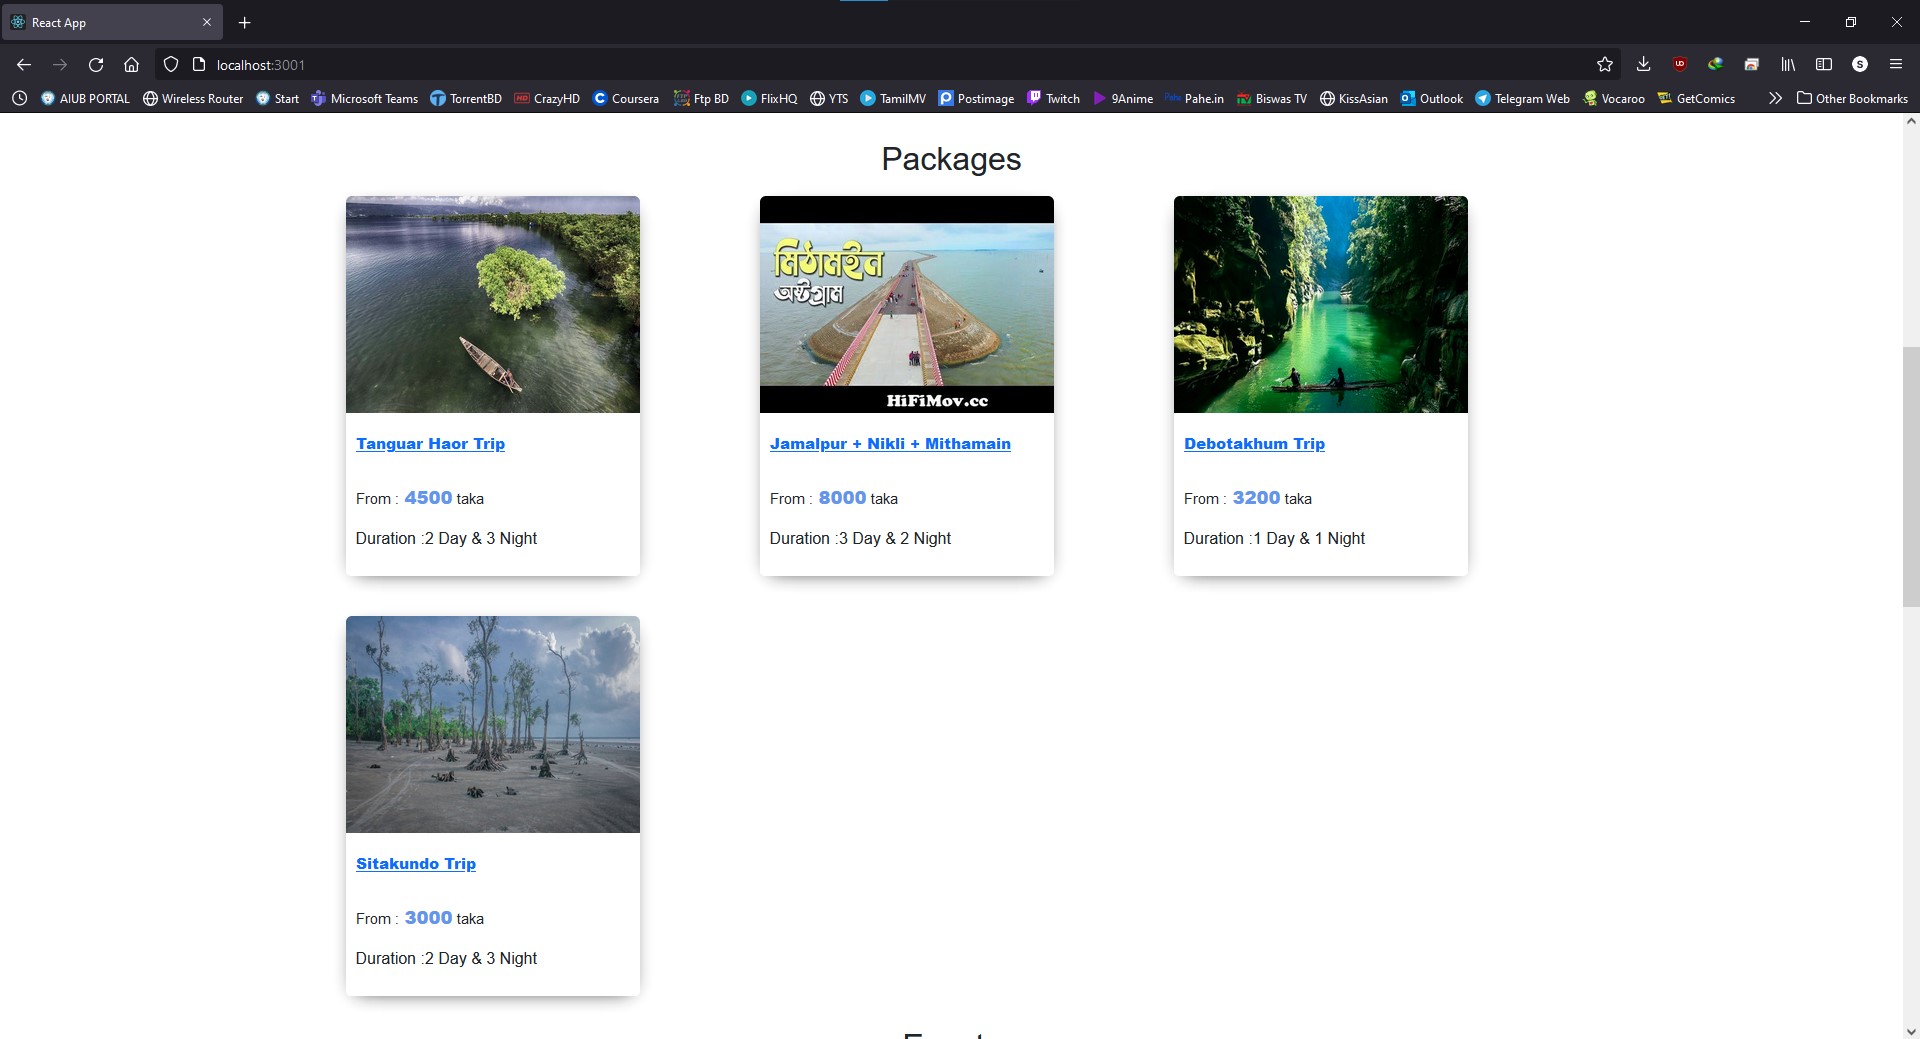 React App
localhost:3001
AIUB PORTAL Wireless Router Start Microsoft Teams TorrentBD CrazyHD Coursera Ftp BD FlixHQ YTS TamilMV Postimage Twitch 9Anime Pahe.in Biswas TV KissAsian Outlook Telegram Web Vocaroo GetComics Other Bookmarks
Packages
মিঠামইন
অষ্টগ্রাম
HiFiMov.cc
Tanguar Haor Trip
From : 4500 taka
Duration :2 Day & 3 Night
Jamalpur + Nikli + Mithamain
From : 8000 taka
Duration :3 Day & 2 Night
Debotakhum Trip
From : 3200 taka
Duration :1 Day & 1 Night
Sitakundo Trip
From : 3000 taka
Duration :2 Day & 3 Night